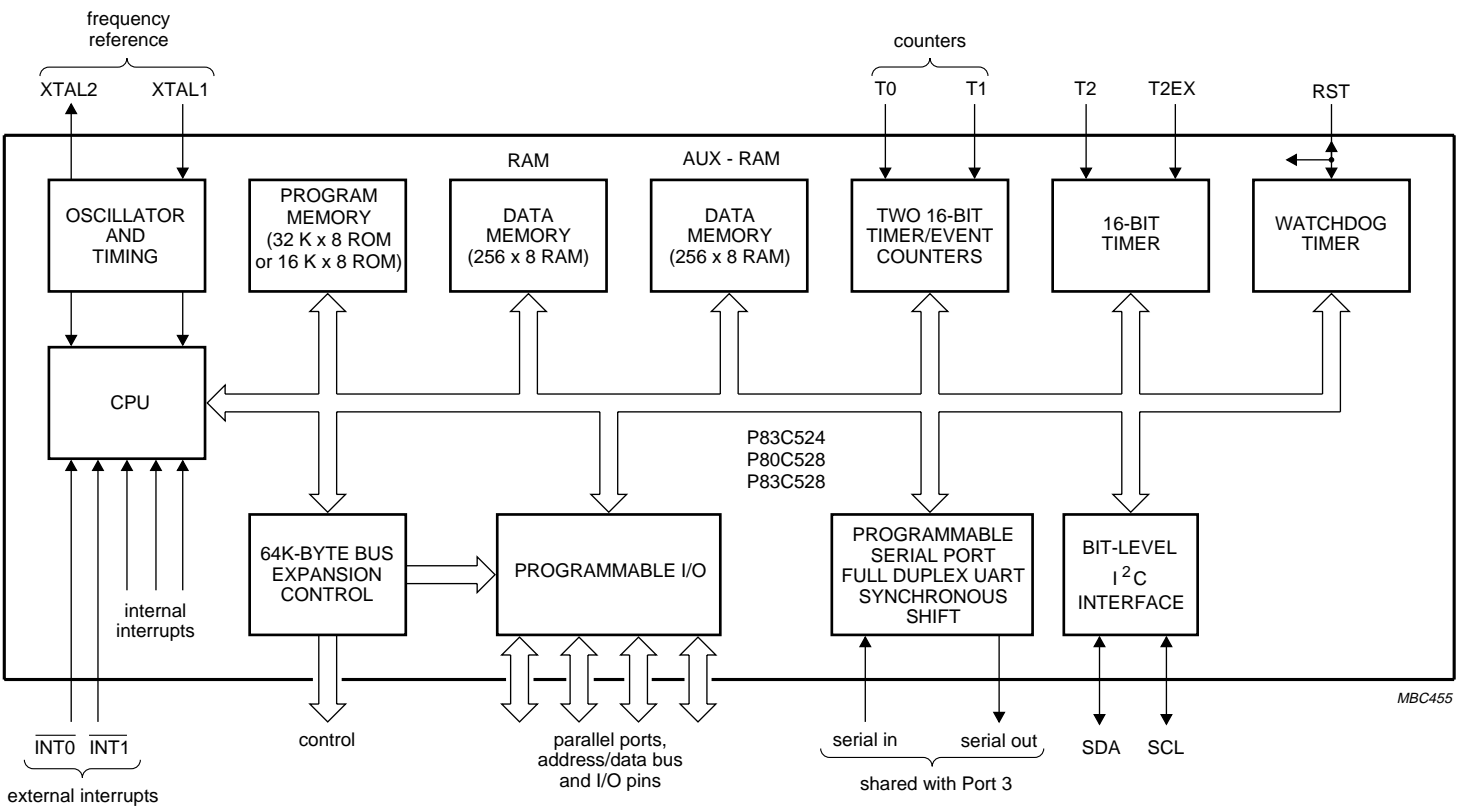 frequency
reference
counters
XTAL2
XTAL1
T0
T1
T2
T2EX
RST
RAM
AUX - RAM
OSCILLATOR
AND
TIMING
PROGRAM
MEMORY
(32 K x 8 ROM
or 16 K x 8 ROM)
DATA
MEMORY
(256 x 8 RAM)
DATA
MEMORY
(256 x 8 RAM)
TWO 16-BIT
TIMER/EVENT
COUNTERS
16-BIT
TIMER
WATCHDOG
TIMER
CPU
P83C524
P80C528
P83C528
internal
interrupts
64K-BYTE BUS
EXPANSION
CONTROL
PROGRAMMABLE I/O
PROGRAMMABLE
SERIAL PORT
FULL DUPLEX UART
SYNCHRONOUS
SHIFT
BIT-LEVEL
I²C
INTERFACE
MBC455
INT0
INT1
external interrupts
control
parallel ports,
address/data bus
and I/O pins
serial in
serial out
shared with Port 3
SDA
SCL